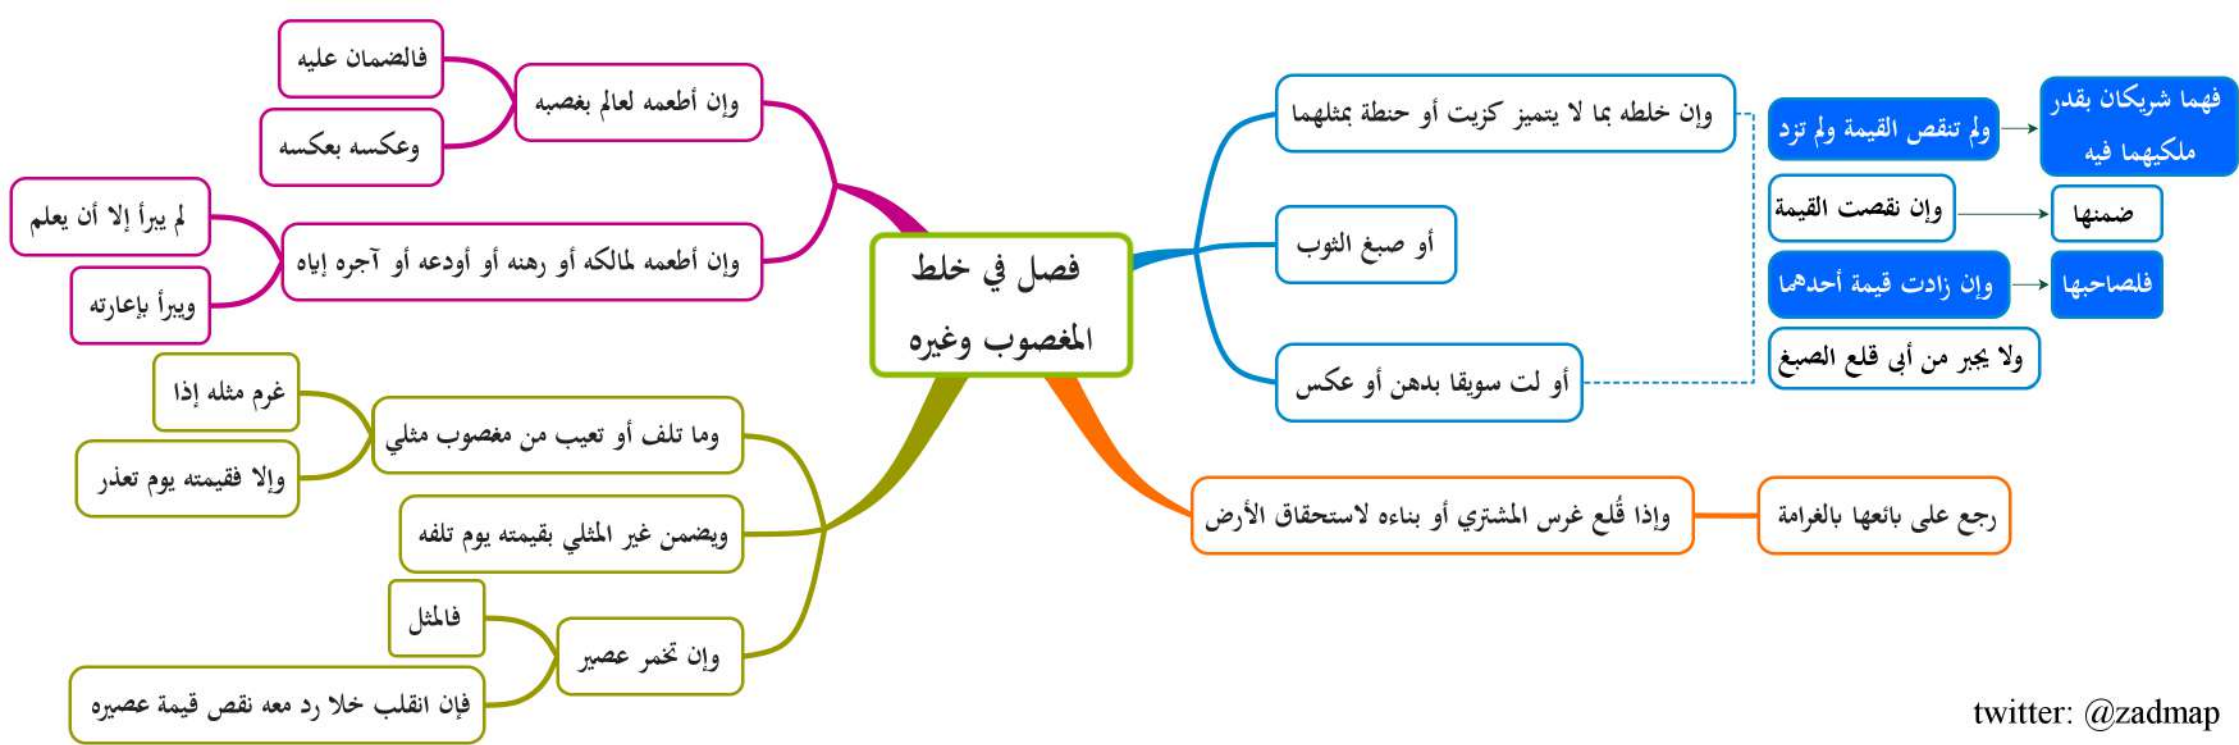 فصل في خلط
المغصوب وغيره
وإن خلطه بما لا يتميز كزيت أو حنطة بمثلهما
أو صبغ الثوب
أو لت سويقا بدهن أو عكس
ولم تنقص القيمة ولم تزد
فهما شريكان بقدر
ملكيهما فيه
وإن نقصت القيمة
ضمنها
وإن زادت قيمة أحدهما
فلصاحبها
ولا يجبر من أبى قلع الصبغ
وإذا قُلع غرس المشتري أو بناءه لاستحقاق الأرض
رجع على بائعها بالغرامة
وإن أطعمه لعالم بغصبه
فالضمان عليه
وعكسه بعكسه
وإن أطعمه لمالكه أو رهنه أو أودعه أو آجره إياه
لم يبرأ إلا أن يعلم
ويبرأ بإعارته
وما تلف أو تعيب من مغصوب مثلي
غرم مثله إذا
وإلا فقيمته يوم تعذر
ويضمن غير المثلي بقيمته يوم تلفه
وإن تخمر عصير
فالمثل
فإن انقلب خلا رد معه نقص قيمة عصيره
twitter: @zadmap